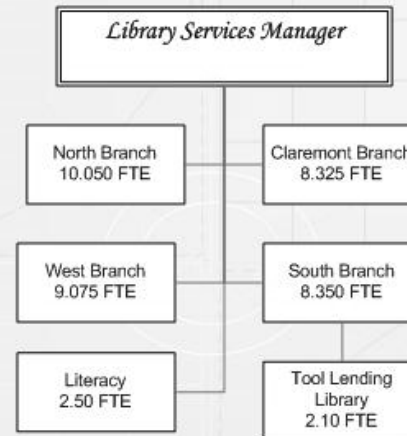 Library Services Manager
North Branch
10.050 FTE
Claremont Branch
8.325 FTE
West Branch
9.075 FTE
South Branch
8.350 FTE
Literacy
2.50 FTE
Tool Lending
Library
2.10 FTE